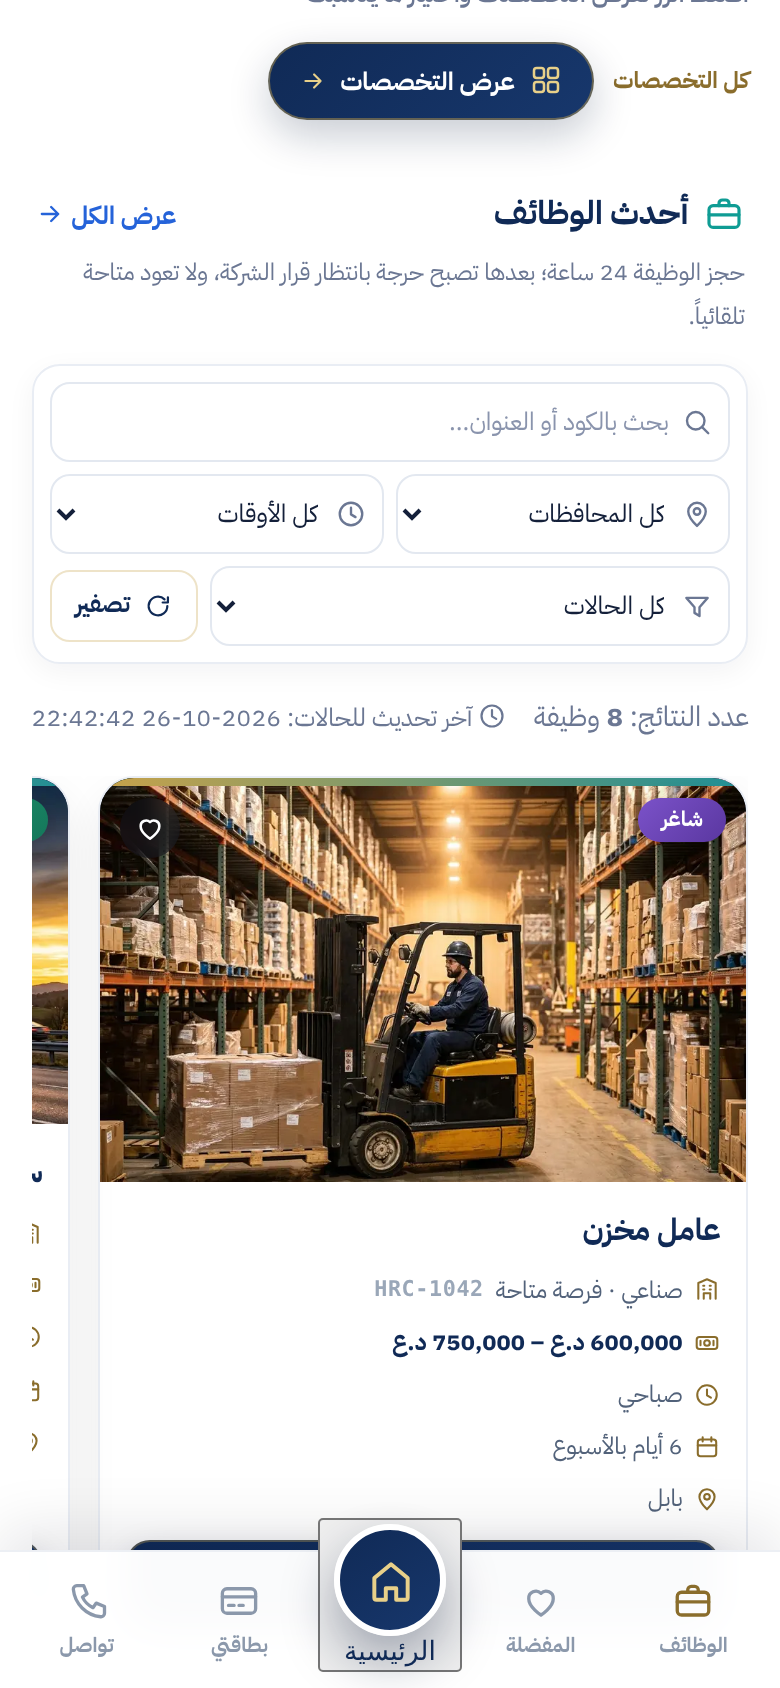 كل التخصصات
عرض التخصصات
أحدث الوظائف
عرض الكل
حجز الوظيفة 24 ساعة؛ بعدها تصبح حرجة بانتظار قرار الشركة، ولا تعود متاحة
تلقائياً.
بحث بالكود أو العنوان...
كل المحافظات
كل الأوقات
كل الحالات
تصفير
عدد النتائج: 8 وظيفة
آخر تحديث للحالات: 2026-10-26 22:42:42
شاغر
عامل مخزن
صناعي · فرصة متاحة HRC-1042
600,000 د.ع – 750,000 د.ع
صباحي
6 أيام بالأسبوع
بابل
الوظائف
المفضلة
الرئيسية
بطاقتي
تواصل